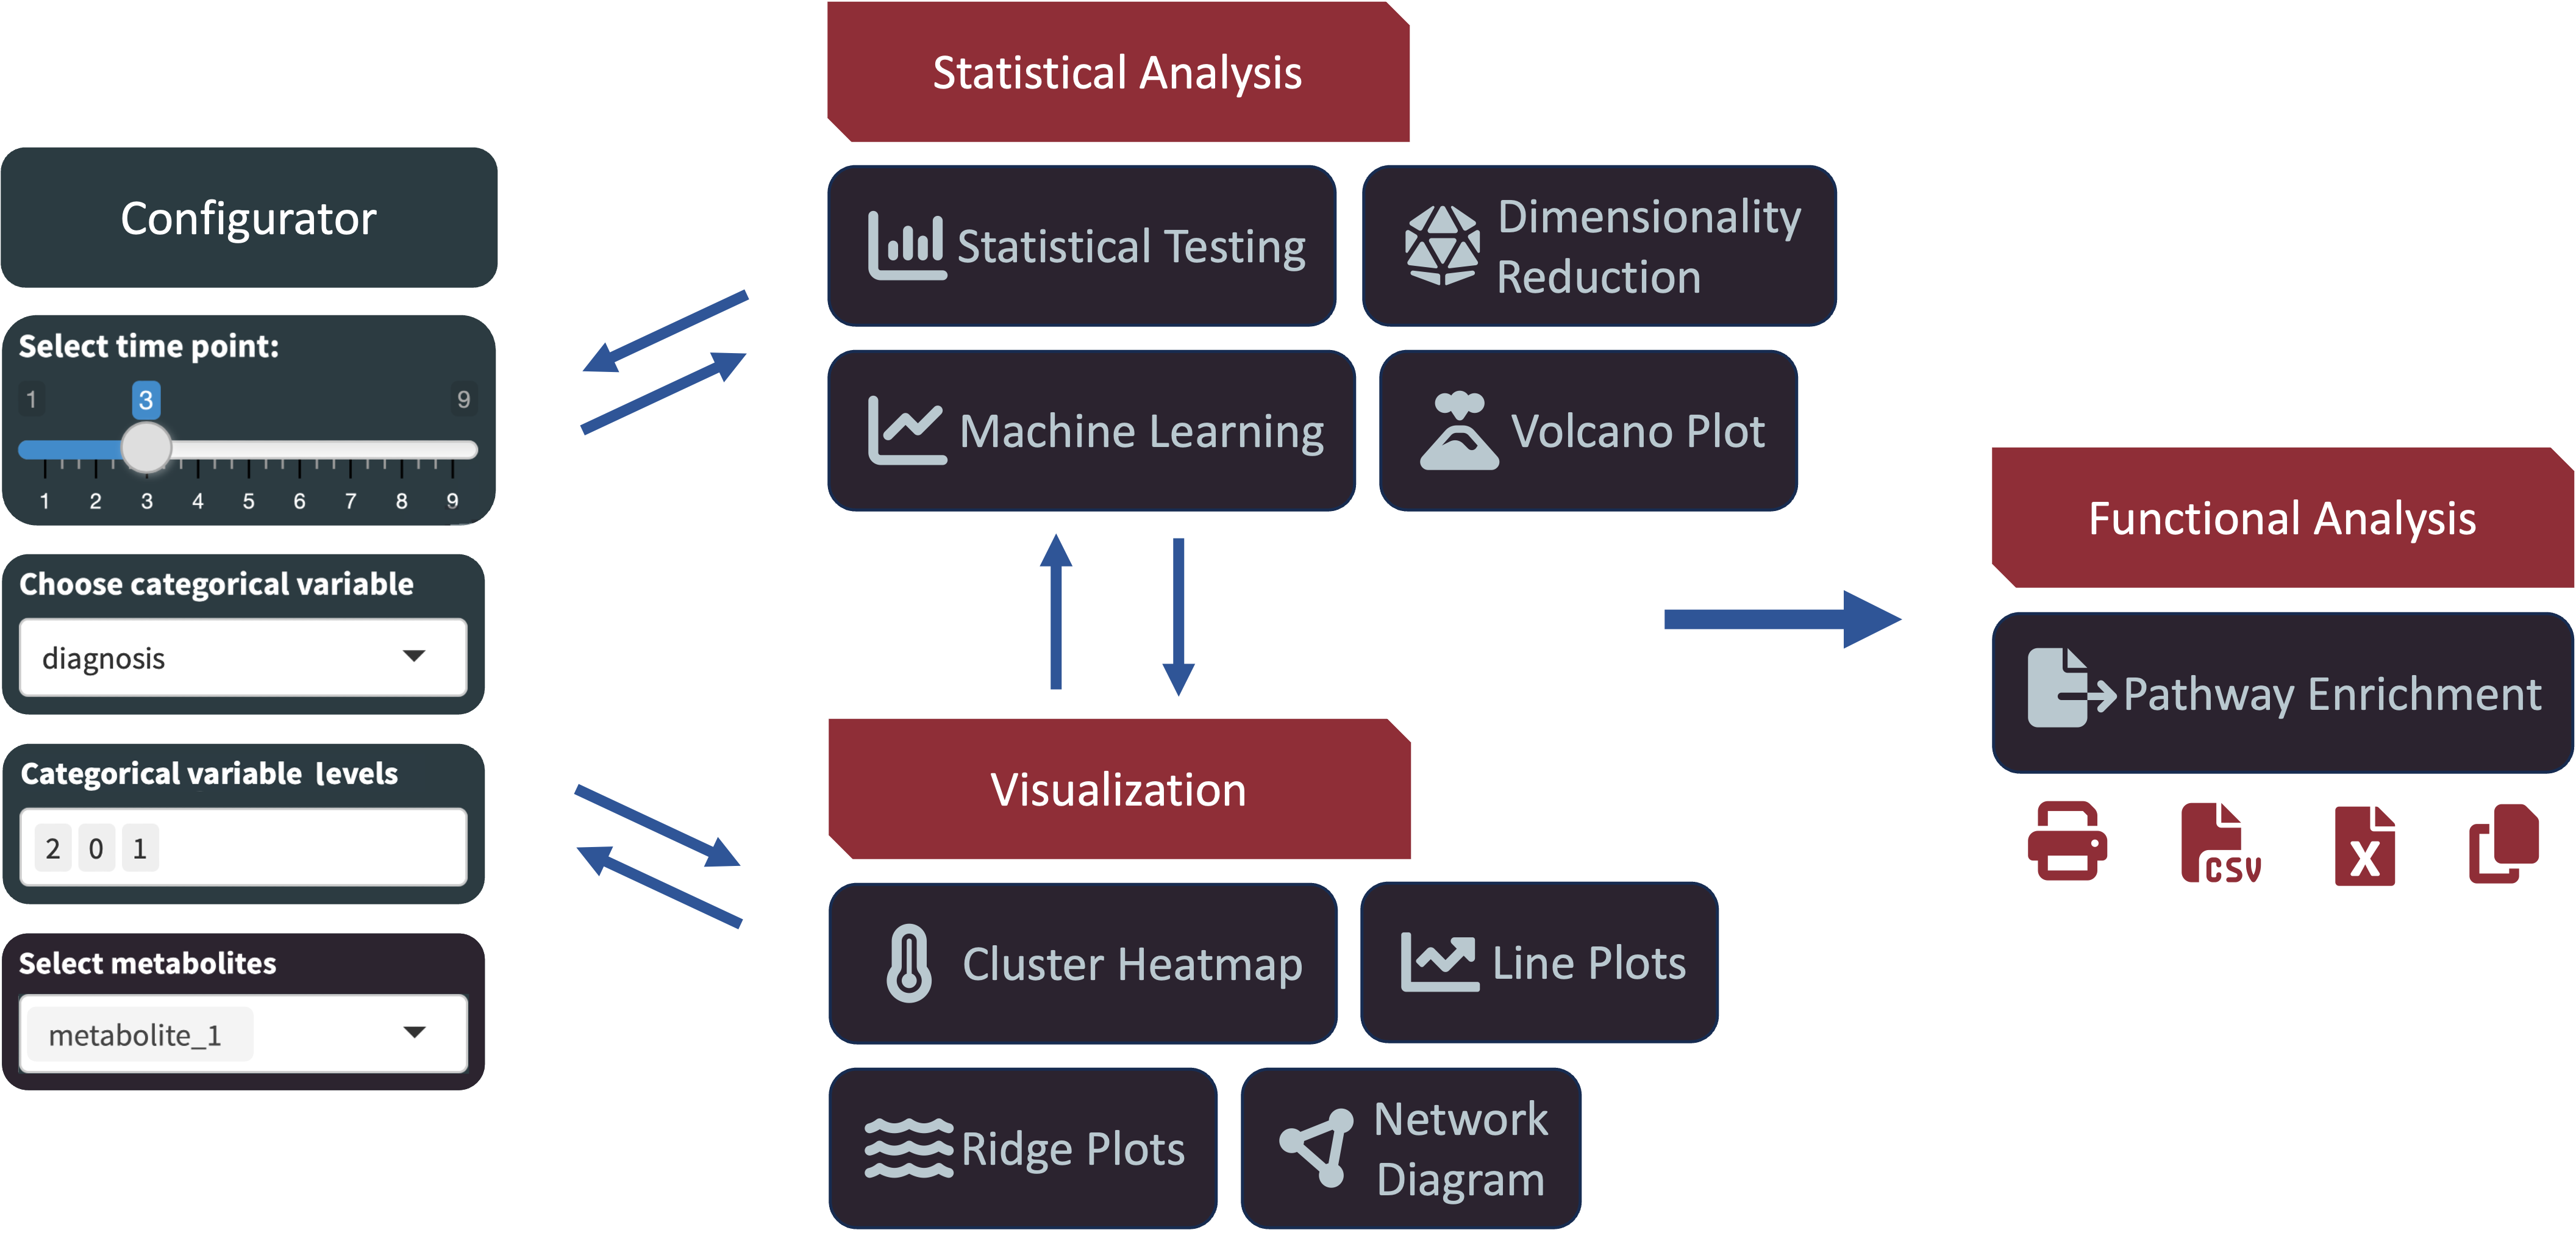 Configurator
Select time point:
1
3
9
1 2 3 4 5 6 7 8 9
Choose categorical variable
diagnosis
Categorical variable levels
2 0 1
Select metabolites
metabolite_1
Statistical Analysis
Statistical Testing
Dimensionality
Reduction
Machine Learning
Volcano Plot
Visualization
Cluster Heatmap
Line Plots
Ridge Plots
Network
Diagram
Functional Analysis
Pathway Enrichment
CSV
X